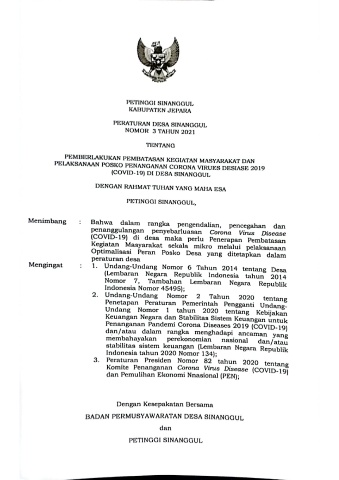 PETINGGI SINANGGUL
KABUPATEN JEPARA
PERATURAN DESA SINANGGUL
NOMOR 3 TAHUN 2021
TENTANG
PEMBERLAKUKAN PEMBATASAN KEGIATAN MASYARAKAT DAN
PELAKSANAAN POSKO PENANGANAN CORONA VIRUES DESIASE 2019
(COVID-19) DI DESA SINANGGUL
DENGAN RAHMAT TUHAN YANG MAHA ESA
PETINGGI SINANGGUL,
Menimbang : Bahwa dalam rangka pengendalian, pencegahan dan
penanggulangan penyebarluasan Corona Virus Disease
(COVID-19) di desa maka perlu Penerapan Pembatasan
Kegiatan Masyarakat sekala mikro melalui pelaksanaan
Optimalisasi Peran Posko Desa yang ditetapkan dalam
peraturan desa
Mengingat : 1. Undang-Undang Nomor 6 Tahun 2014 tentang Desa
(Lembaran Negara Republik Indonesia tahun 2014
Nomor 7, Tambahan Lembaran Negara Republik
Indonesia Nomor 45495);
2. Undang-Undang Nomor 2 Tahun 2020 tentang
Penetapan Peraturan Pemerintah Pengganti Undang-
Undang Nomor 1 tahun 2020 tentang Kebijakan
Keuangan Negara dan Stabilitas Sistem Keuangan untuk
Penanganan Pandemi Corona Diseases 2019 (COVID-19)
dan/atau dalam rangka menghadapi ancaman yang
membahayakan perkonomian nasional dan/atau
stabilitas sistem keuangan (Lembaran Negara Republik
Indonesia tahun 2020 Nomor 134);
3. Peraturan Presiden Nomor 82 tahun 2020 tentang
Komite Penanganan Corona Virus Disease (COVID-19)
dan Pemulihan Ekonomi Nnasional (PEN);
Dengan Kesepakatan Bersama
BADAN PERMUSYAWARATAN DESA SINANGGUL
dan
PETINGGI SINANGGUL